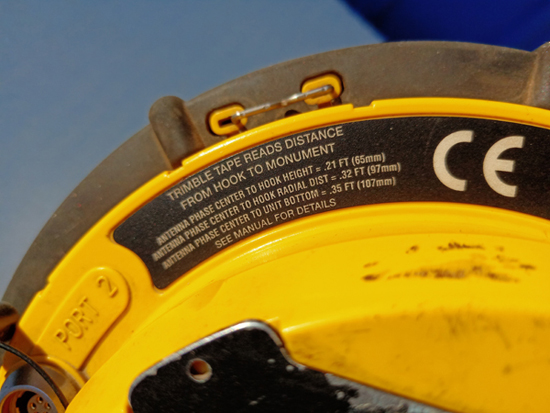 TRIMBLE TAPE READS DISTANCE
FROM HOOK TO MONUMENT
ANTENNA PHASE CENTER TO HOOK HEIGHT = .21 FT (65mm)
ANTENNA PHASE CENTER TO HOOK RADIAL DIST = .32 FT (97mm)
ANTENNA PHASE CENTER TO UNIT BOTTOM = .35 FT (107mm)
SEE MANUAL FOR DETAILS
CE
PORT 2